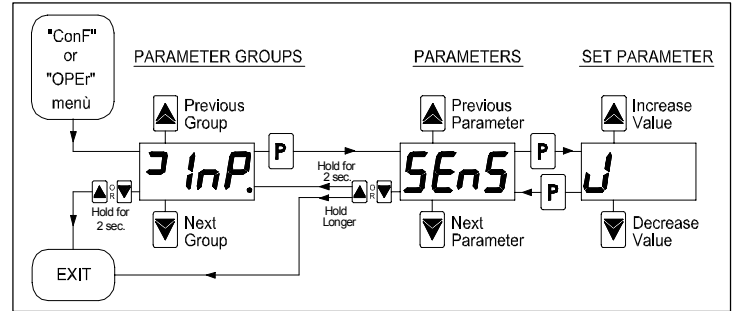 "ConF"
or
"OPEr"
menù
PARAMETER GROUPS
PARAMETERS
SET PARAMETER
Previous
Group
Previous
Parameter
Increase
Value
InP.
P
Hold for
2 sec.
SEnS
P
J
P
OR
Hold for
2 sec.
OR
Hold
Longer
Next
Group
Next
Parameter
Decrease
Value
EXIT